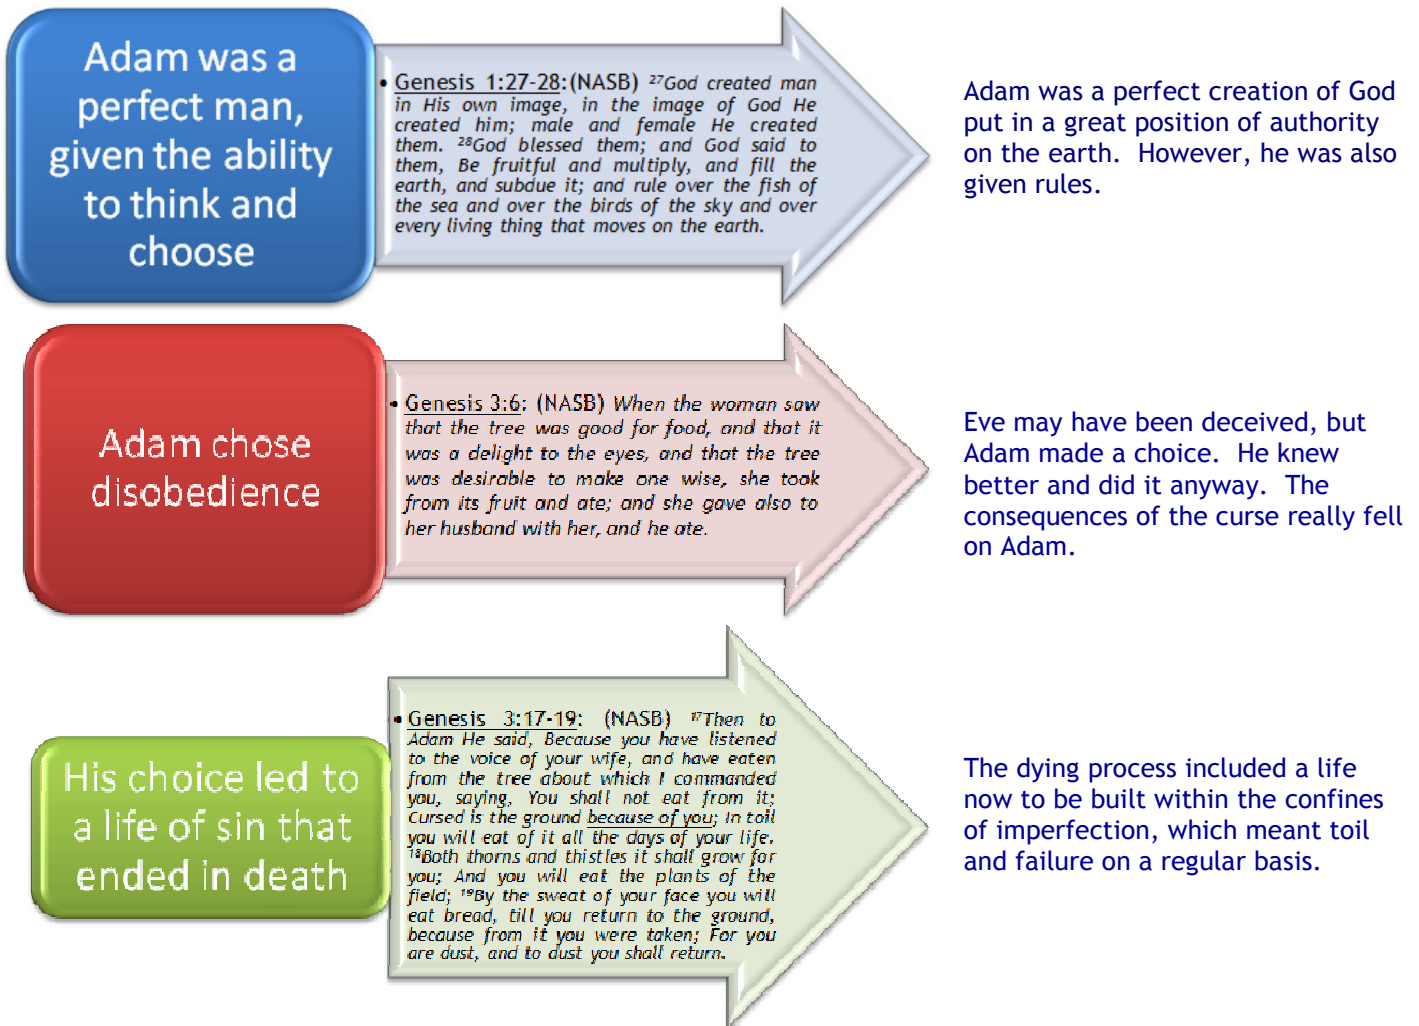 Adam was a
perfect man,
given the ability
to think and
choose
• Genesis 1:27-28:(NASB) ²⁷God created man
in His own image, in the image of God He
created him; male and female He created
them. ²⁸God blessed them; and God said to
them, Be fruitful and multiply, and fill the
earth, and subdue it; and rule over the fish of
the sea and over the birds of the sky and over
every living thing that moves on the earth.
Adam was a perfect creation of God
put in a great position of authority
on the earth. However, he was also
given rules.
Adam chose
disobedience
• Genesis 3:6: (NASB) When the woman saw
that the tree was good for food, and that it
was a delight to the eyes, and that the tree
was desirable to make one wise, she took
from its fruit and ate; and she gave also to
her husband with her, and he ate.
Eve may have been deceived, but
Adam made a choice. He knew
better and did it anyway. The
consequences of the curse really fell
on Adam.
His choice led to
a life of sin that
ended in death
• Genesis 3:17-19: (NASB) ¹⁷Then to
Adam He said, Because you have listened
to the voice of your wife, and have eaten
from the tree about which I commanded
you, saying, You shall not eat from it;
Cursed is the ground because of you; In toil
you will eat of it all the days of your life.
¹⁸Both thorns and thistles it shall grow for
you; And you will eat the plants of the
field; ¹⁹By the sweat of your face you will
eat bread, till you return to the ground,
because from it you were taken; For you
are dust, and to dust you shall return.
The dying process included a life
now to be built within the confines
of imperfection, which meant toil
and failure on a regular basis.